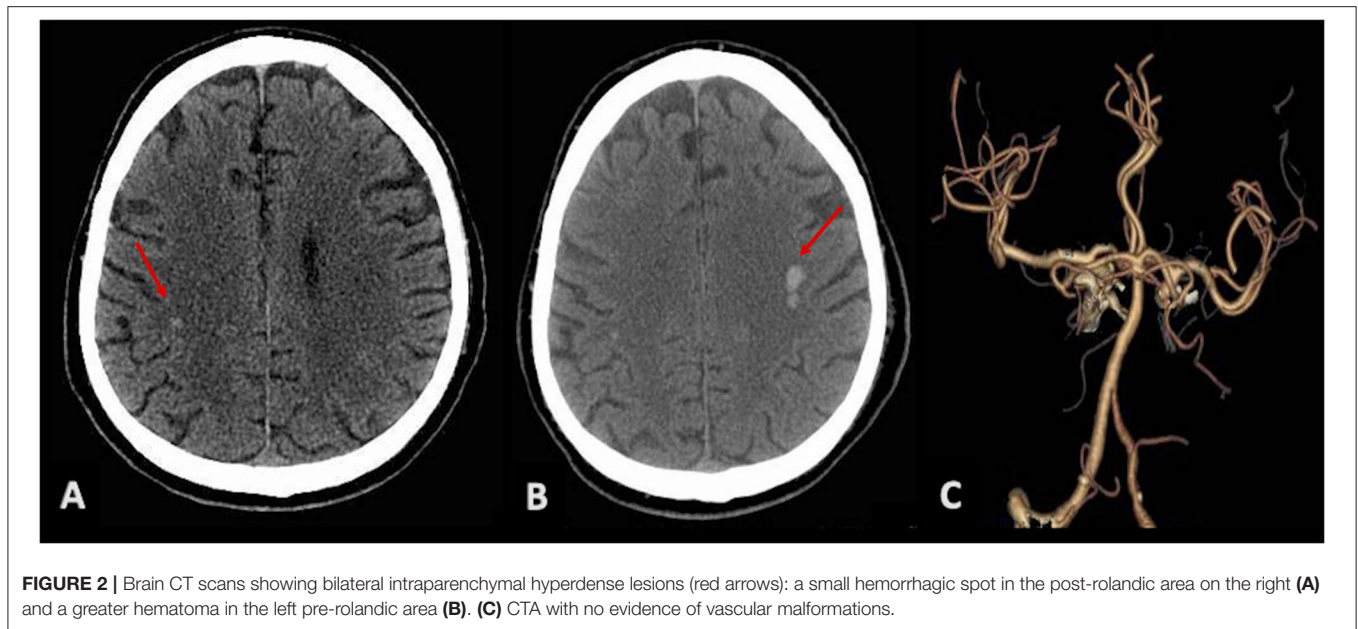 A
B
C
FIGURE 2 | Brain CT scans showing bilateral intraparenchymal hyperdense lesions (red arrows): a small hemorrhagic spot in the post-rolandic area on the right (A)
and a greater hematoma in the left pre-rolandic area (B). (C) CTA with no evidence of vascular malformations.